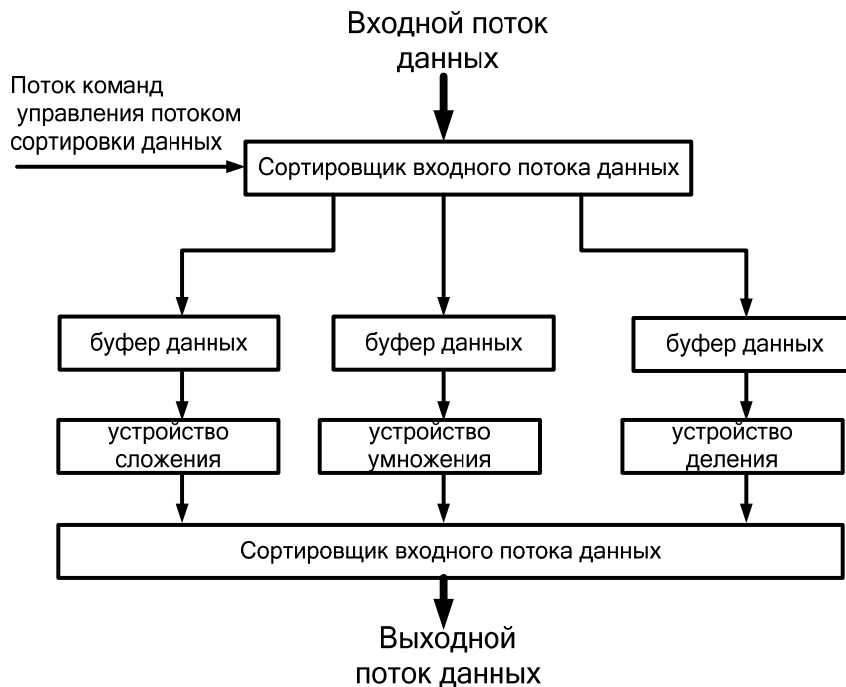 Входной поток
данных
Поток команд
управления потоком
сортировки данных
Сортировщик входного потока данных
буфер данных
буфер данных
буфер данных
устройство
сложения
устройство
умножения
устройство
деления
Сортировщик входного потока данных
Выходной
поток данных